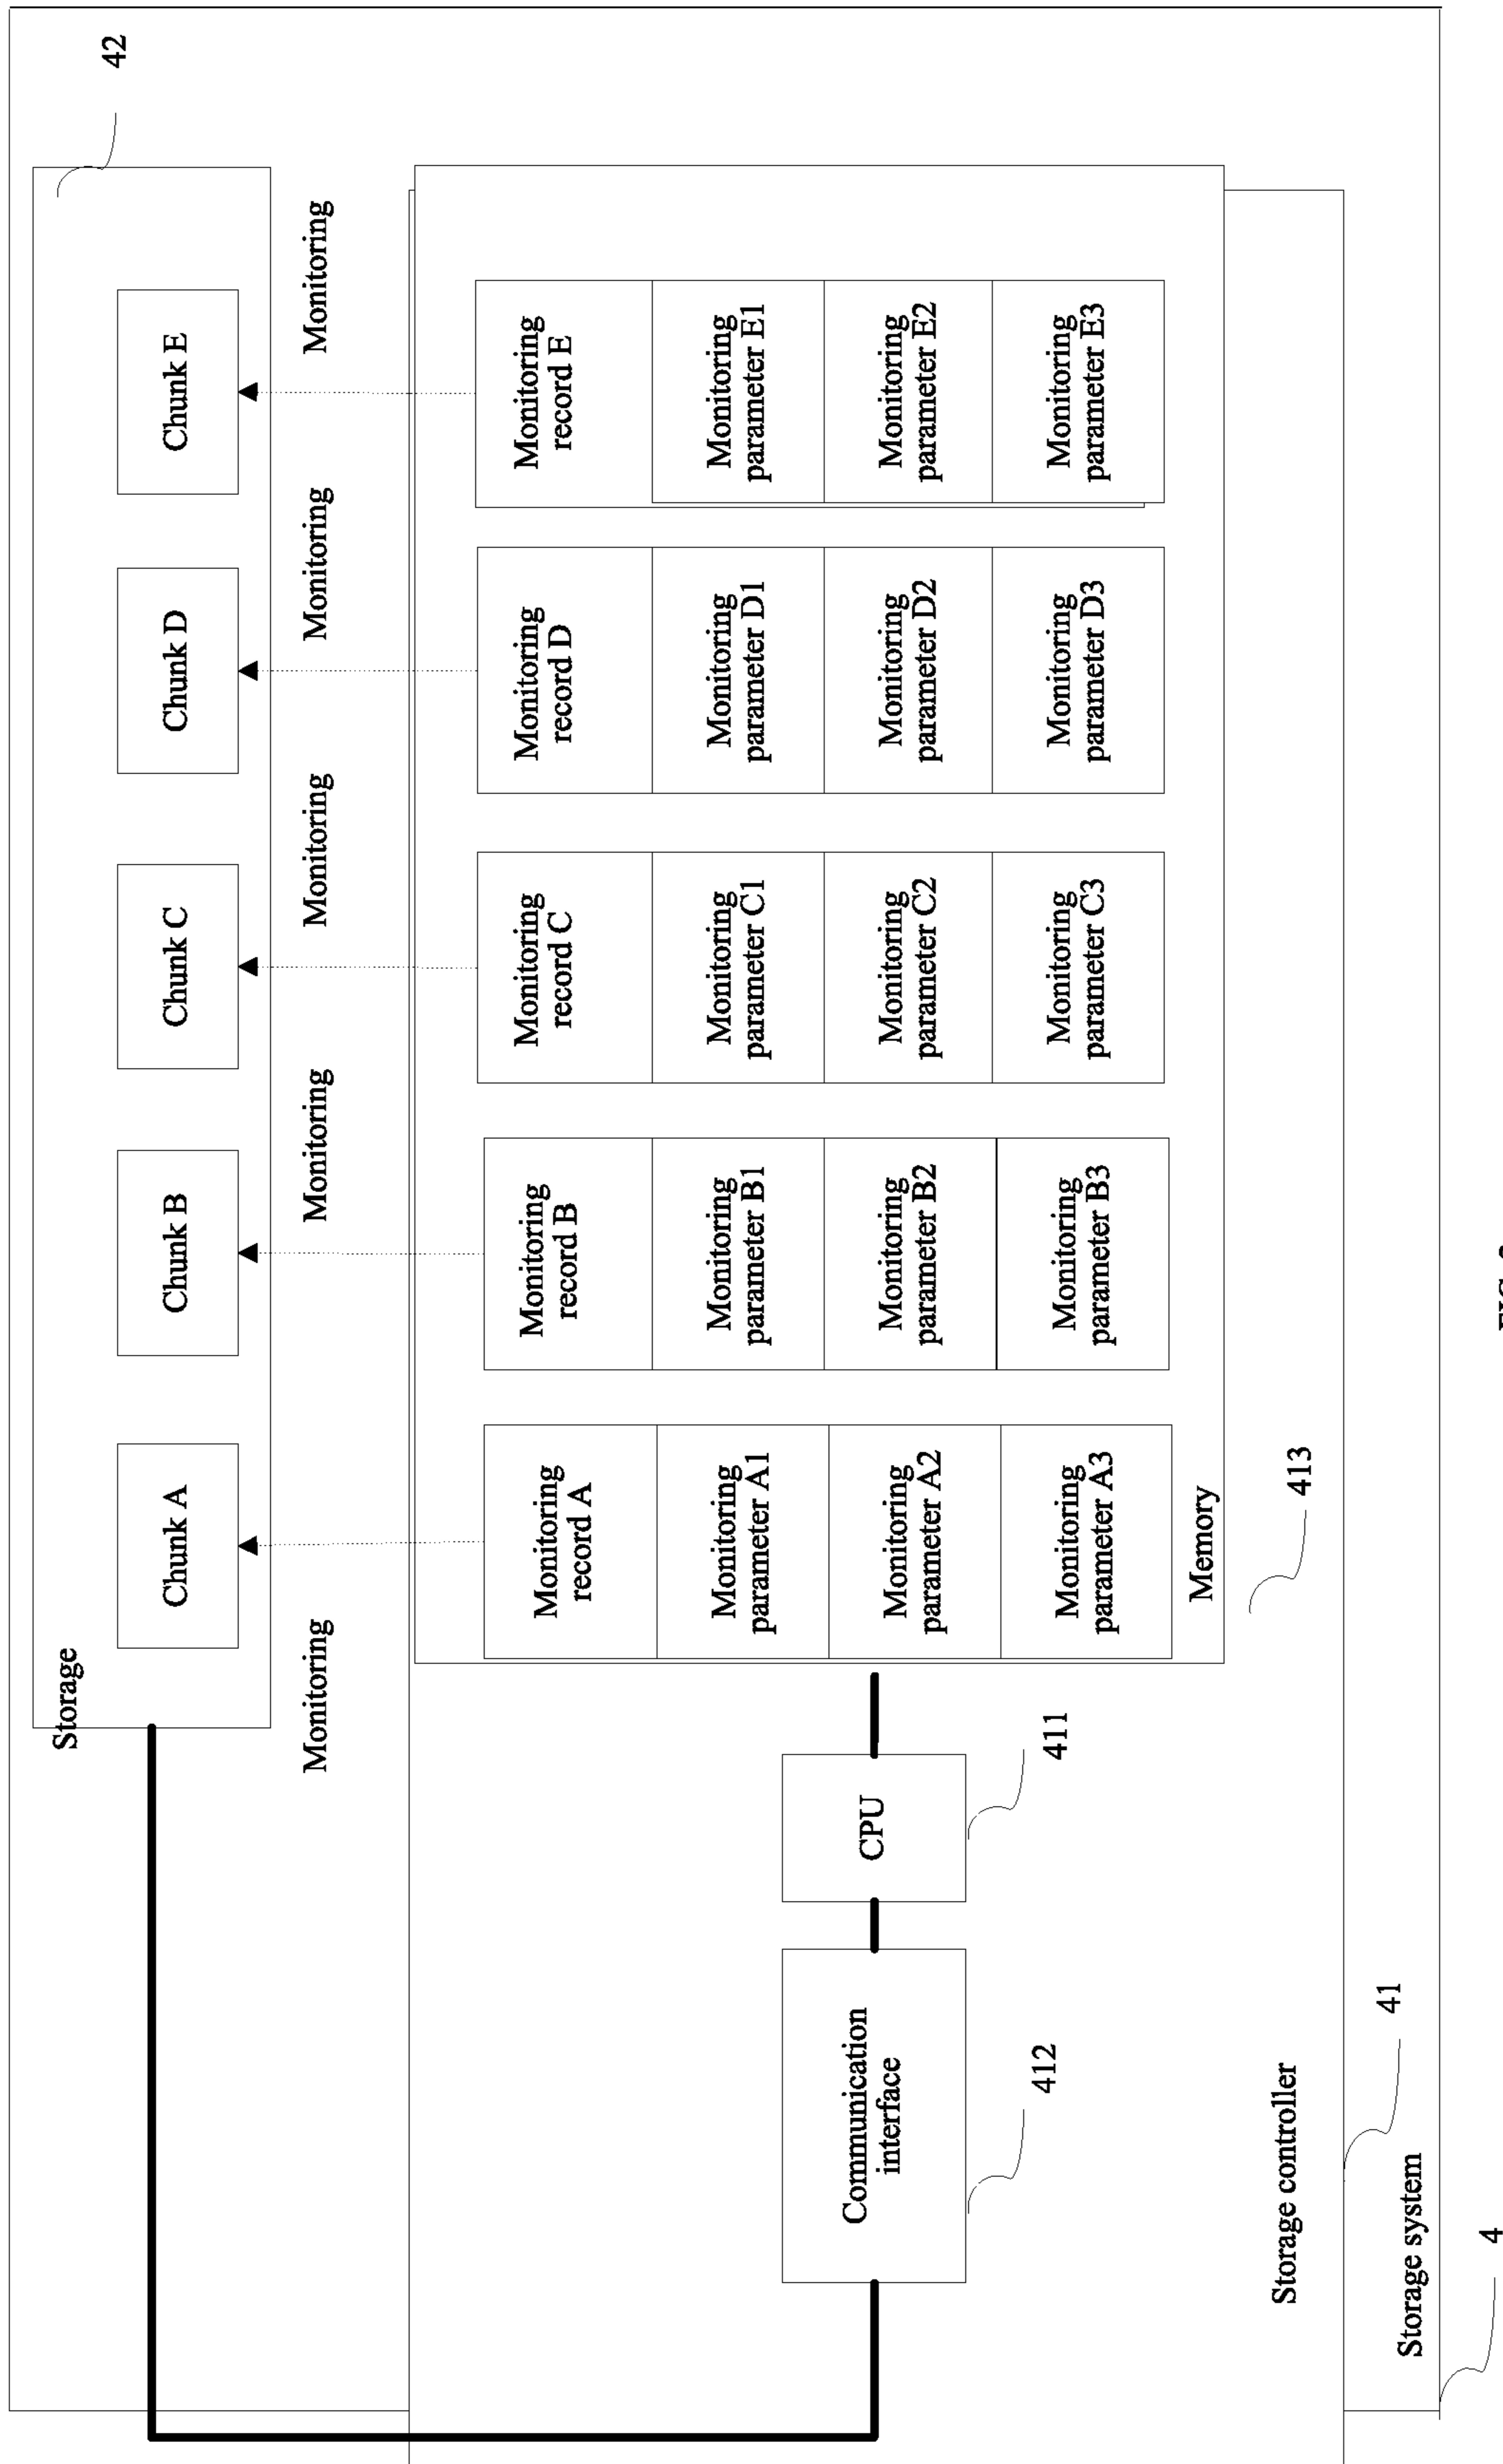 Storage
42
Chunk A
Chunk B
Chunk C
Chunk D
Chunk E
Monitoring
Monitoring
Monitoring
Monitoring
Monitoring
Monitoring
record A
Monitoring
record B
Monitoring
record C
Monitoring
record D
Monitoring
record E
Monitoring
parameter A1
Monitoring
parameter B1
Monitoring
parameter C1
Monitoring
parameter D1
Monitoring
parameter E1
Communication
interface
CPU
Monitoring
parameter A2
Monitoring
parameter B2
Monitoring
parameter C2
Monitoring
parameter D2
Monitoring
parameter E2
412
411
Monitoring
parameter A3
Monitoring
parameter B3
Monitoring
parameter C3
Monitoring
parameter D3
Monitoring
parameter E3
Memory
Storage controller
413
41
Storage system
4